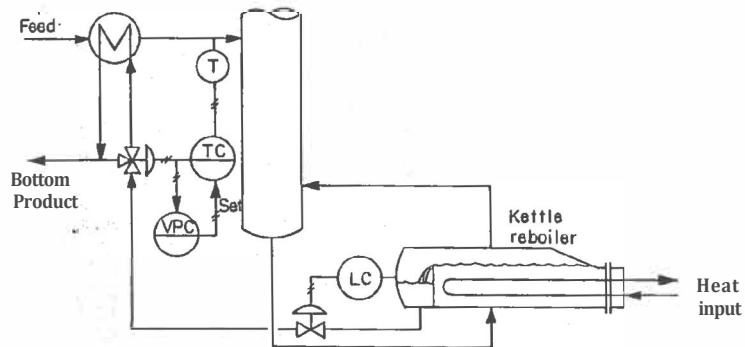 Feed
T
TC
Bottom
Product
Set
VPC
Kettle
reboiler
LC
Heat
input